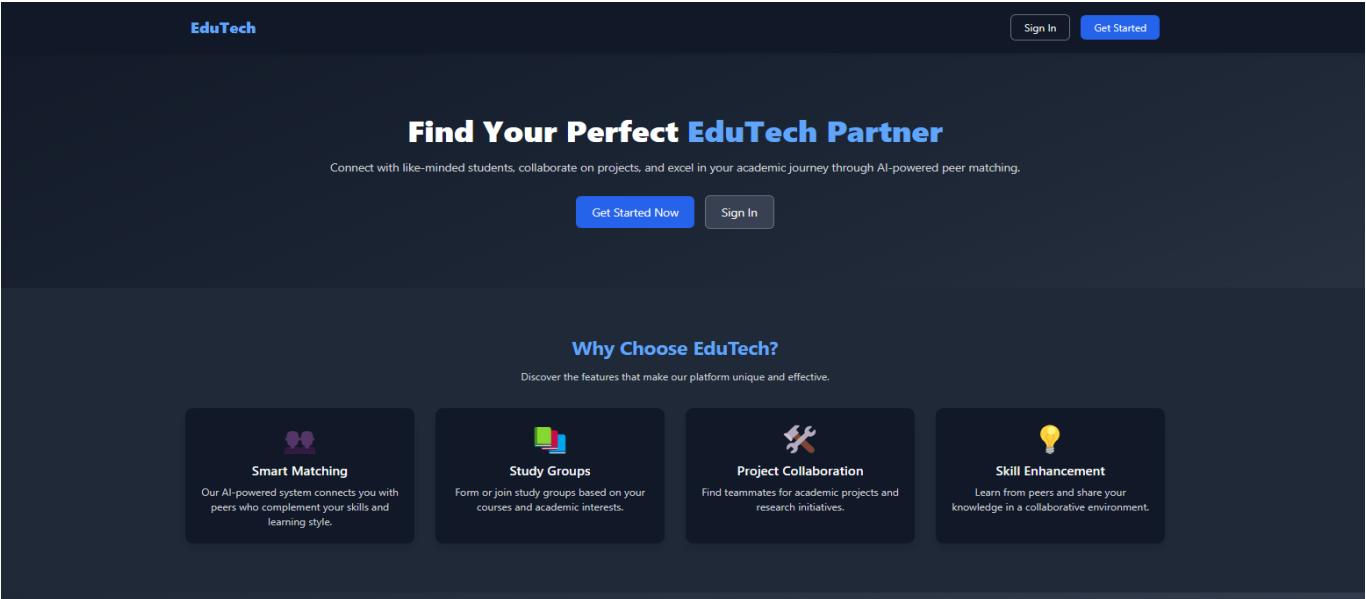 EduTech
Sign In
Get Started
Find Your Perfect EduTech Partner
Connect with like-minded students, collaborate on projects, and excel in your academic journey through AI-powered peer matching.
Get Started Now
Sign In
Why Choose EduTech?
Discover the features that make our platform unique and effective.
Smart Matching
Our AI-powered system connects you with
peers who complement your skills and
learning style.
Study Groups
Form or join study groups based on your
courses and academic interests.
Project Collaboration
Find teammates for academic projects and
research initiatives.
Skill Enhancement
Learn from peers and share your
knowledge in a collaborative environment.